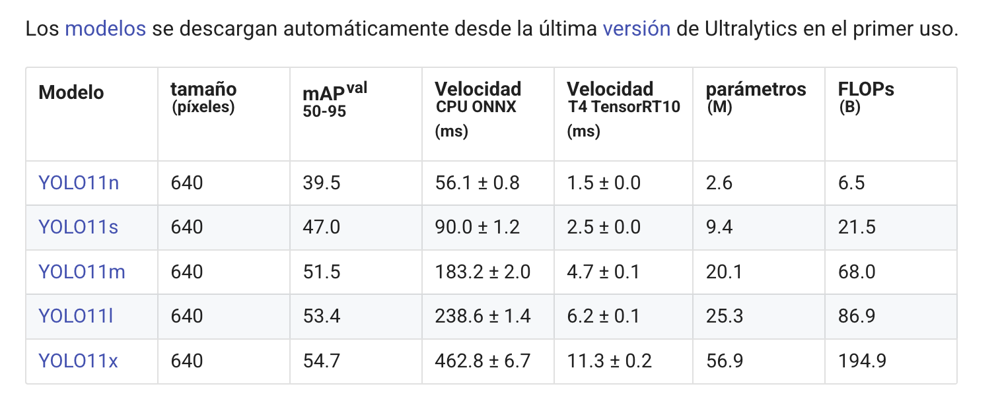 Los modelos se descargan automáticamente desde la última versión de Ultralytics en el primer uso.
Modelo tamaño (píxeles) mAPval 50-95 Velocidad CPU ONNX (ms) Velocidad T4 TensorRT10 (ms) parámetros (M) FLOPs (B)
YOLO11n 640 39.5 56.1 ± 0.8 1.5 ± 0.0 2.6 6.5
YOLO11s 640 47.0 90.0 ± 1.2 2.5 ± 0.0 9.4 21.5
YOLO11m 640 51.5 183.2 ± 2.0 4.7 ± 0.1 20.1 68.0
YOLO11l 640 53.4 238.6 ± 1.4 6.2 ± 0.1 25.3 86.9
YOLO11x 640 54.7 462.8 ± 6.7 11.3 ± 0.2 56.9 194.9